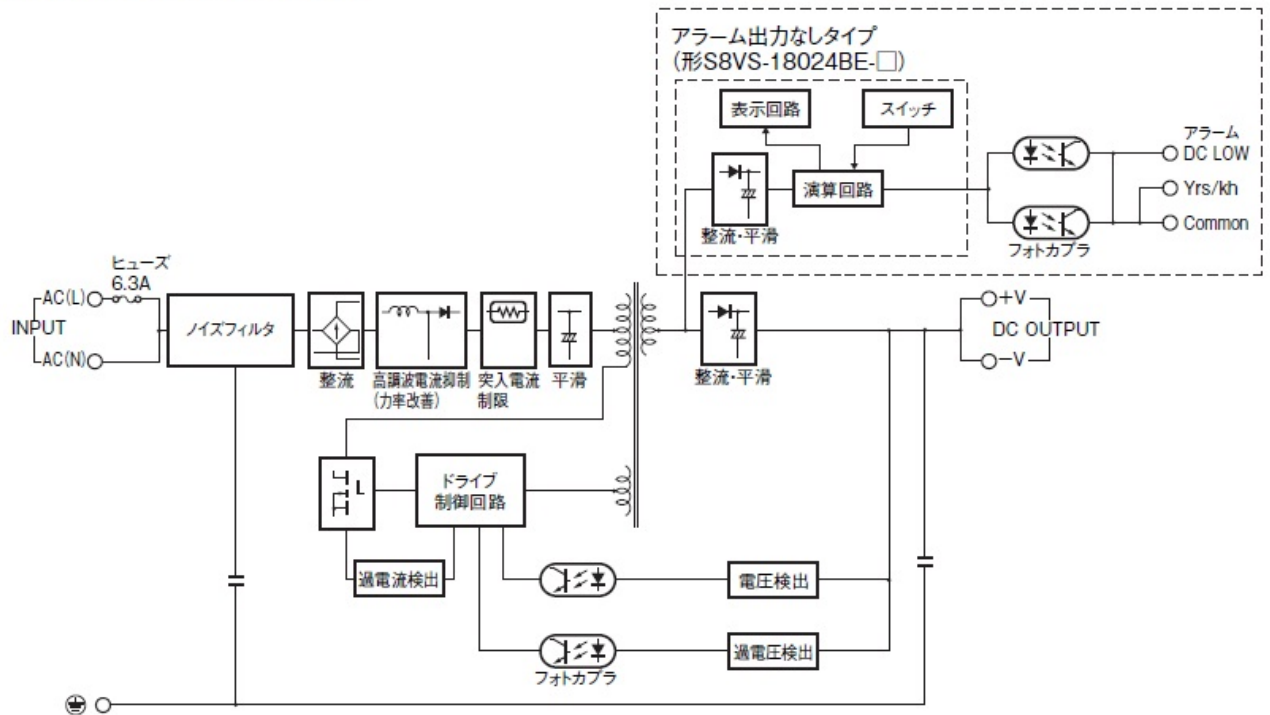 アラーム出力なしタイプ
(形S8VS-18024BE-□)
表示回路
スイッチ
演算回路
整流・平滑
アラーム
DC LOW
Yrs/kh
Common
フォトカプラ
ヒューズ
6.3A
AC(L)
INPUT
AC(N)
ノイズフィルタ
整流
高調波電流抑制
(力率改善)
突入電流
制限
平滑
整流・平滑
+V
DC OUTPUT
−V
ドライブ
制御回路
過電流検出
電圧検出
過電圧検出
フォトカプラ